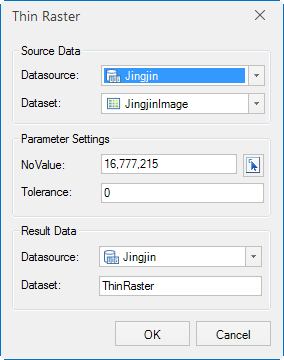 Thin Raster
Source Data
Datasource: Jingjin
Dataset: JingjinImage
Parameter Settings
NoValue: 16,777,215
Tolerance: 0
Result Data
Datasource: Jingjin
Dataset: ThinRaster
OK Cancel